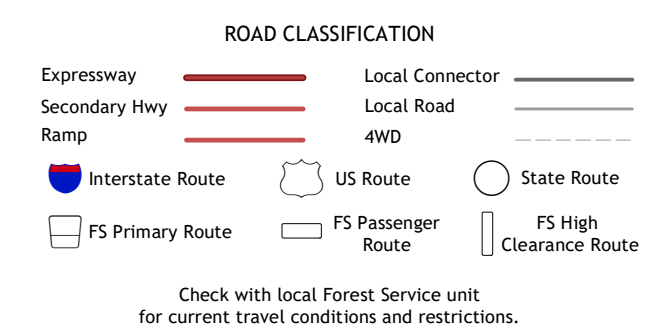 ROAD CLASSIFICATION
Expressway
Local Connector
Secondary Hwy
Local Road
Ramp
4WD
Interstate Route
US Route
State Route
FS Primary Route
FS Passenger
Route
FS High
Clearance Route
Check with local Forest Service unit
for current travel conditions and restrictions.